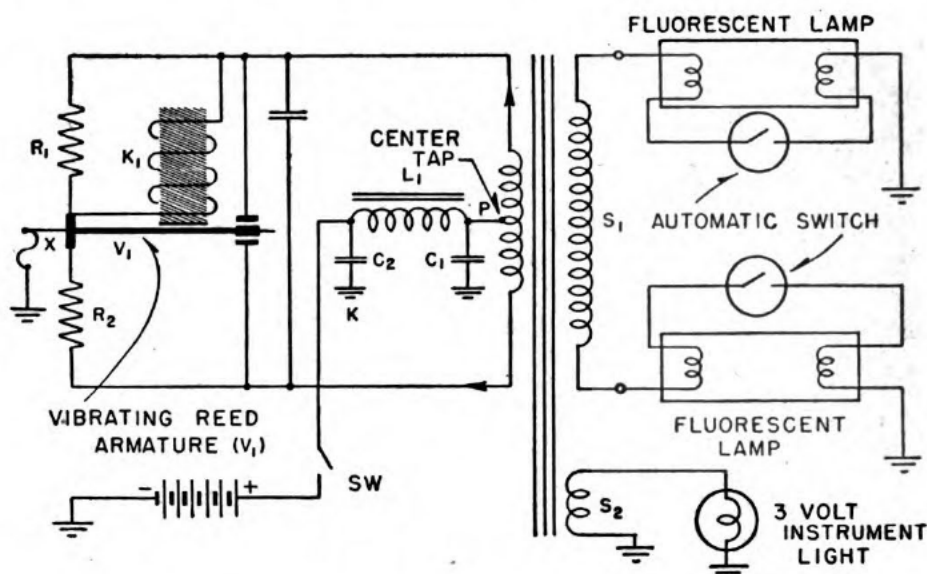 FLUORESCENT LAMP
R1
K1
CENTER
TAP
L1
P
S1
AUTOMATIC SWITCH
X
V1
C2
C1
K
R2
VIBRATING REED
ARMATURE (V1)
FLUORESCENT
LAMP
SW
- +
S2
3 VOLT
INSTRUMENT
LIGHT